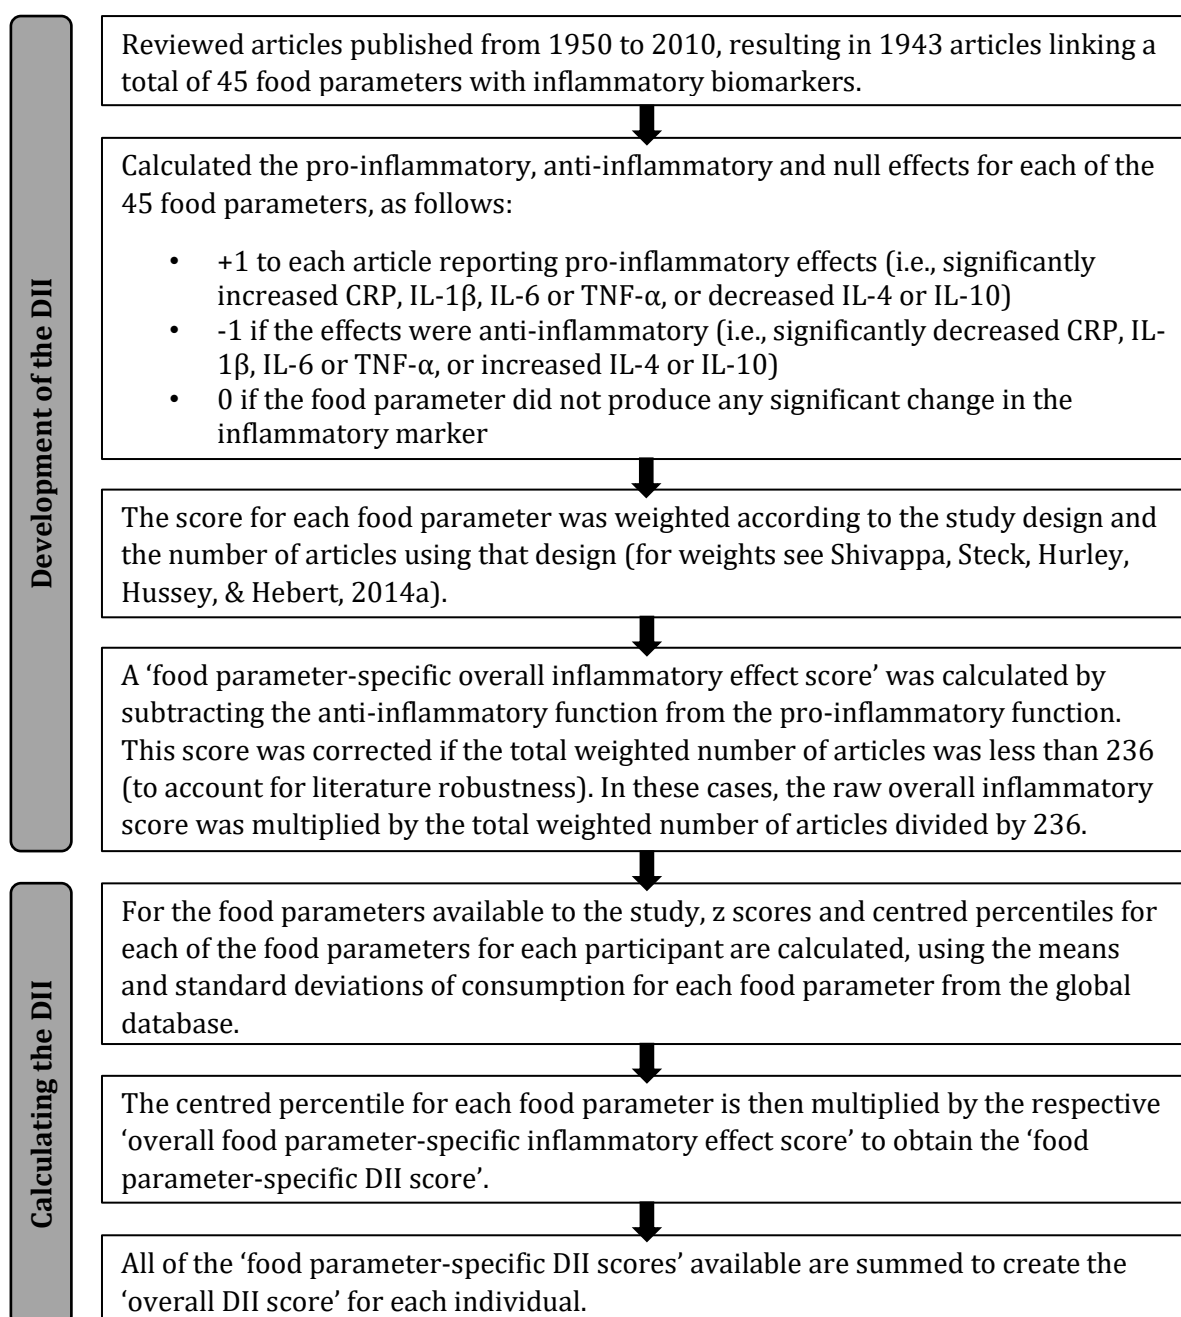 Development of the DII
Reviewed articles published from 1950 to 2010, resulting in 1943 articles linking a
total of 45 food parameters with inflammatory biomarkers.
Calculated the pro-inflammatory, anti-inflammatory and null effects for each of the
45 food parameters, as follows:
• +1 to each article reporting pro-inflammatory effects (i.e., significantly
increased CRP, IL-1β, IL-6 or TNF-α, or decreased IL-4 or IL-10)
• -1 if the effects were anti-inflammatory (i.e., significantly decreased CRP, IL-
1β, IL-6 or TNF-α, or increased IL-4 or IL-10)
• 0 if the food parameter did not produce any significant change in the
inflammatory marker
The score for each food parameter was weighted according to the study design and
the number of articles using that design (for weights see Shivappa, Steck, Hurley,
Hussey, & Hebert, 2014a).
A ‘food parameter-specific overall inflammatory effect score’ was calculated by
subtracting the anti-inflammatory function from the pro-inflammatory function.
This score was corrected if the total weighted number of articles was less than 236
(to account for literature robustness). In these cases, the raw overall inflammatory
score was multiplied by the total weighted number of articles divided by 236.
Calculating the DII
For the food parameters available to the study, z scores and centred percentiles for
each of the food parameters for each participant are calculated, using the means
and standard deviations of consumption for each food parameter from the global
database.
The centred percentile for each food parameter is then multiplied by the respective
‘overall food parameter-specific inflammatory effect score’ to obtain the ‘food
parameter-specific DII score’.
All of the ‘food parameter-specific DII scores’ available are summed to create the
‘overall DII score’ for each individual.